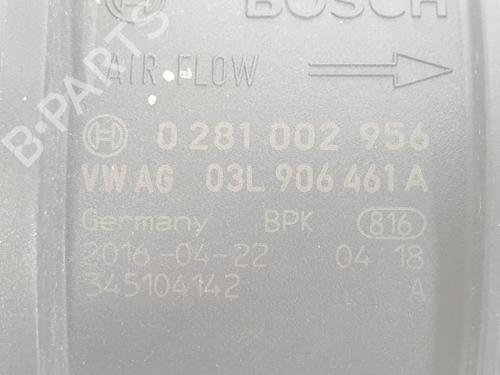 BOSCH
AIR FLOW
0 281 002 956
VW AG 03L 906 461 A
Germany BPK 816
2016-04-22 04 18
345104142 A
B-PARTS